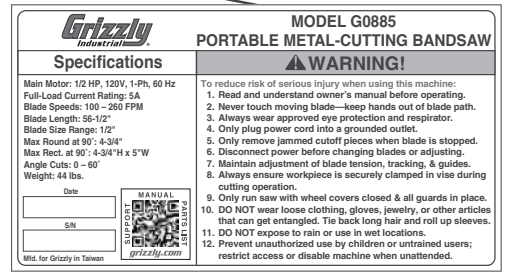 Grizzly
Industrial®
MODEL G0885
PORTABLE METAL-CUTTING BANDSAW
Specifications
Main Motor: 1/2 HP, 120V, 1-Ph, 60 Hz
Full-Load Current Rating: 5A
Blade Speeds: 100 – 260 FPM
Blade Length: 56-1/2"
Blade Size Range: 1/2"
Max Round at 90˚: 4-3/4"
Max Rect. at 90˚: 4-3/4"H x 5"W
Angle Cuts: 0 – 60˚
Weight: 44 lbs.
Date
S/N
Mfd. for Grizzly in Taiwan
MANUAL
SUPPORT
PARTS LIST
grizzly.com
WARNING!
To reduce risk of serious injury when using this machine:
1. Read and understand owner's manual before operating.
2. Never touch moving blade—keep hands out of blade path.
3. Always wear approved eye protection and respirator.
4. Only plug power cord into a grounded outlet.
5. Only remove jammed cutoff pieces when blade is stopped.
6. Disconnect power before changing blades or adjusting.
7. Maintain adjustment of blade tension, tracking, & guides.
8. Always ensure workpiece is securely clamped in vise during
cutting operation.
9. Only run saw with wheel covers closed & all guards in place.
10. DO NOT wear loose clothing, gloves, jewelry, or other articles
that can get entangled. Tie back long hair and roll up sleeves.
11. DO NOT expose to rain or use in wet locations.
12. Prevent unauthorized use by children or untrained users;
restrict access or disable machine when unattended.